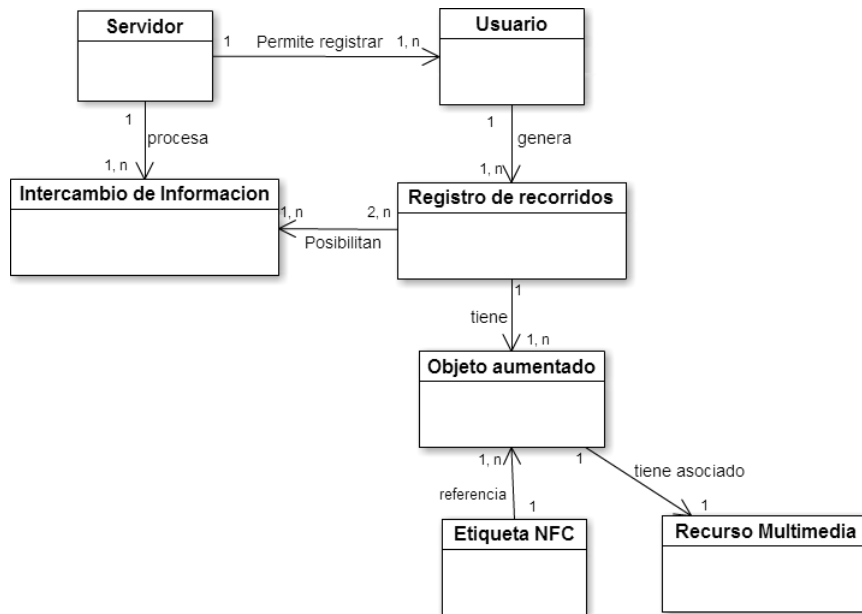 Servidor
Usuario
1
Permite registrar
1, n
1
procesa
1, n
1
genera
1, n
Intercambio de Informacion
Registro de recorridos
1, n
2, n
Posibilitan
1
tiene
1, n
Objeto aumentado
1, n
1
tiene asociado
referencia
1
1
Etiqueta NFC
Recurso Multimedia